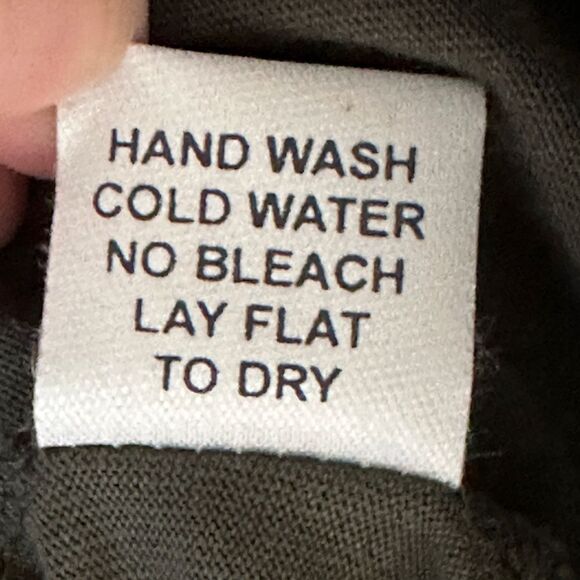 HAND WASH
COLD WATER
NO BLEACH
LAY FLAT
TO DRY